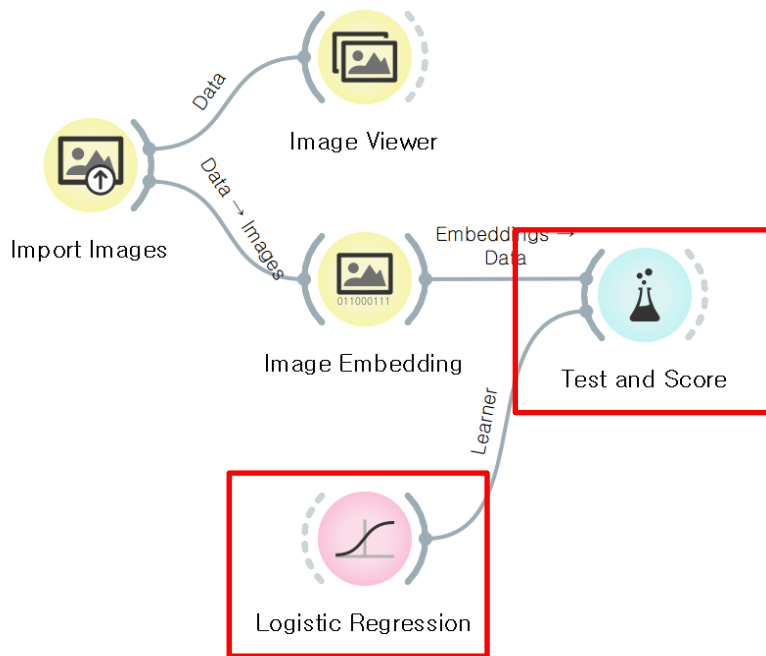 Data
Image Viewer
Data → Images
Import Images
Embeddings →
Data
011000111
Image Embedding
Test and Score
Learner
Logistic Regression